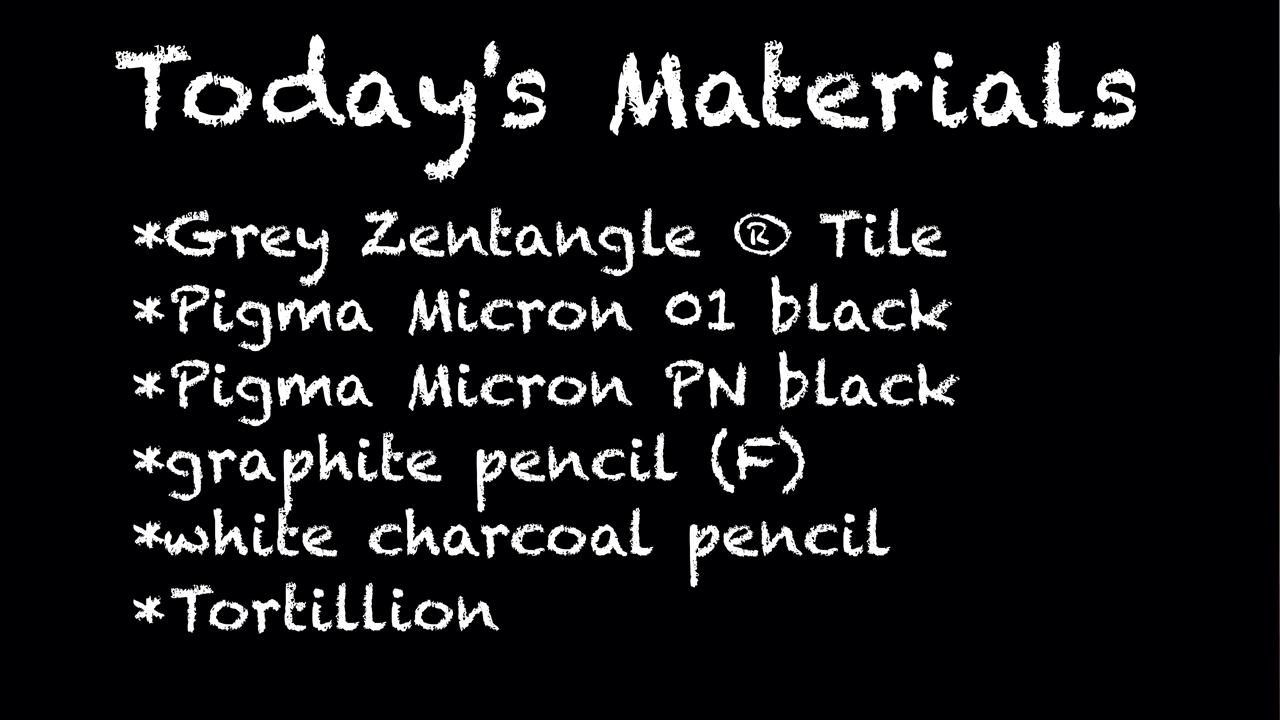 Today's Materials
*Grey Zentangle ® Tile
*Pigma Micron 01 black
*Pigma Micron PN black
*graphite pencil (F)
*white charcoal pencil
*Tortillion